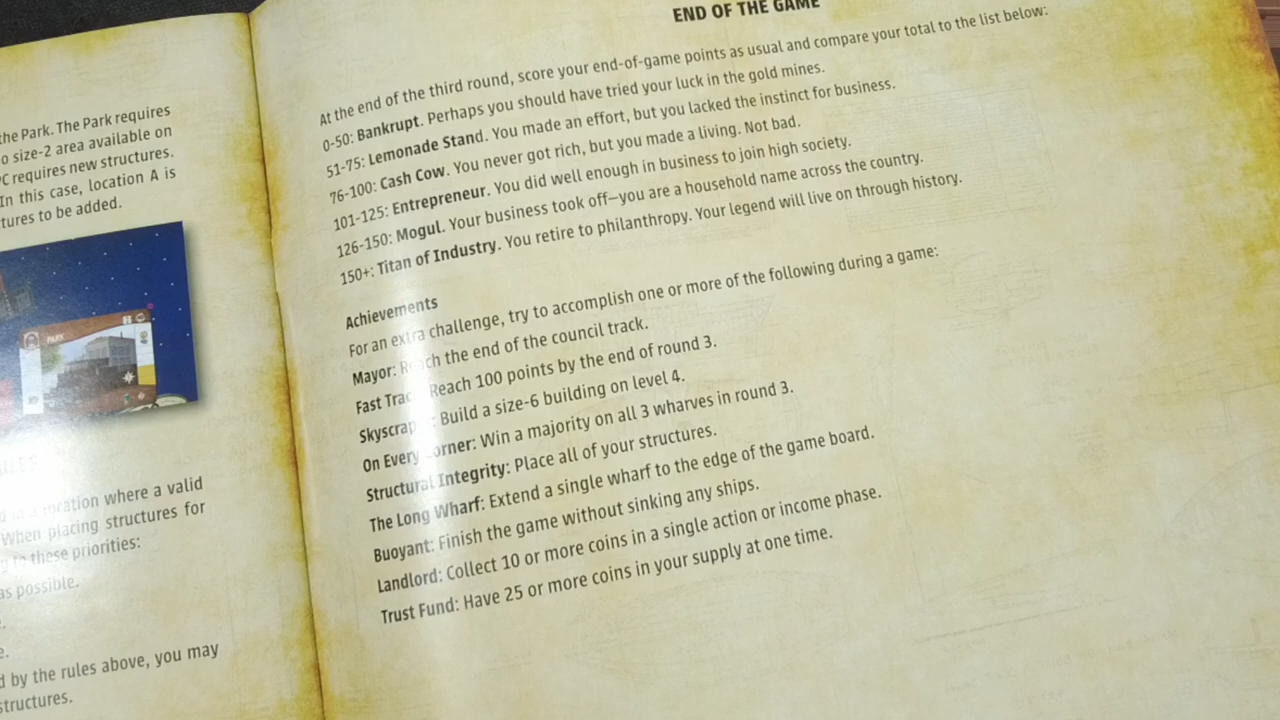 the Park. The Park requires
o size-2 area available on
C requires new structures.
In this case, location A is
tures to be added.
PARK
in a location where a valid
When placing structures for
to these priorities:
as possible.
e.
d by the rules above, you may
structures.
END OF THE GAME
At the end of the third round, score your end-of-game points as usual and compare your total to the list below:
0-50: Bankrupt. Perhaps you should have tried your luck in the gold mines.
51-75: Lemonade Stand. You made an effort, but you lacked the instinct for business.
76-100: Cash Cow. You never got rich, but you made a living. Not bad.
101-125: Entrepreneur. You did well enough in business to join high society.
126-150: Mogul. Your business took off—you are a household name across the country.
150+: Titan of Industry. You retire to philanthropy. Your legend will live on through history.
Achievements
For an extra challenge, try to accomplish one or more of the following during a game:
Mayor: Reach the end of the council track.
Fast Trac Reach 100 points by the end of round 3.
Skyscrap : Build a size-6 building on level 4.
On Every orner: Win a majority on all 3 wharves in round 3.
Structural Integrity: Place all of your structures.
The Long Wharf: Extend a single wharf to the edge of the game board.
Buoyant: Finish the game without sinking any ships.
Landlord: Collect 10 or more coins in a single action or income phase.
Trust Fund: Have 25 or more coins in your supply at one time.